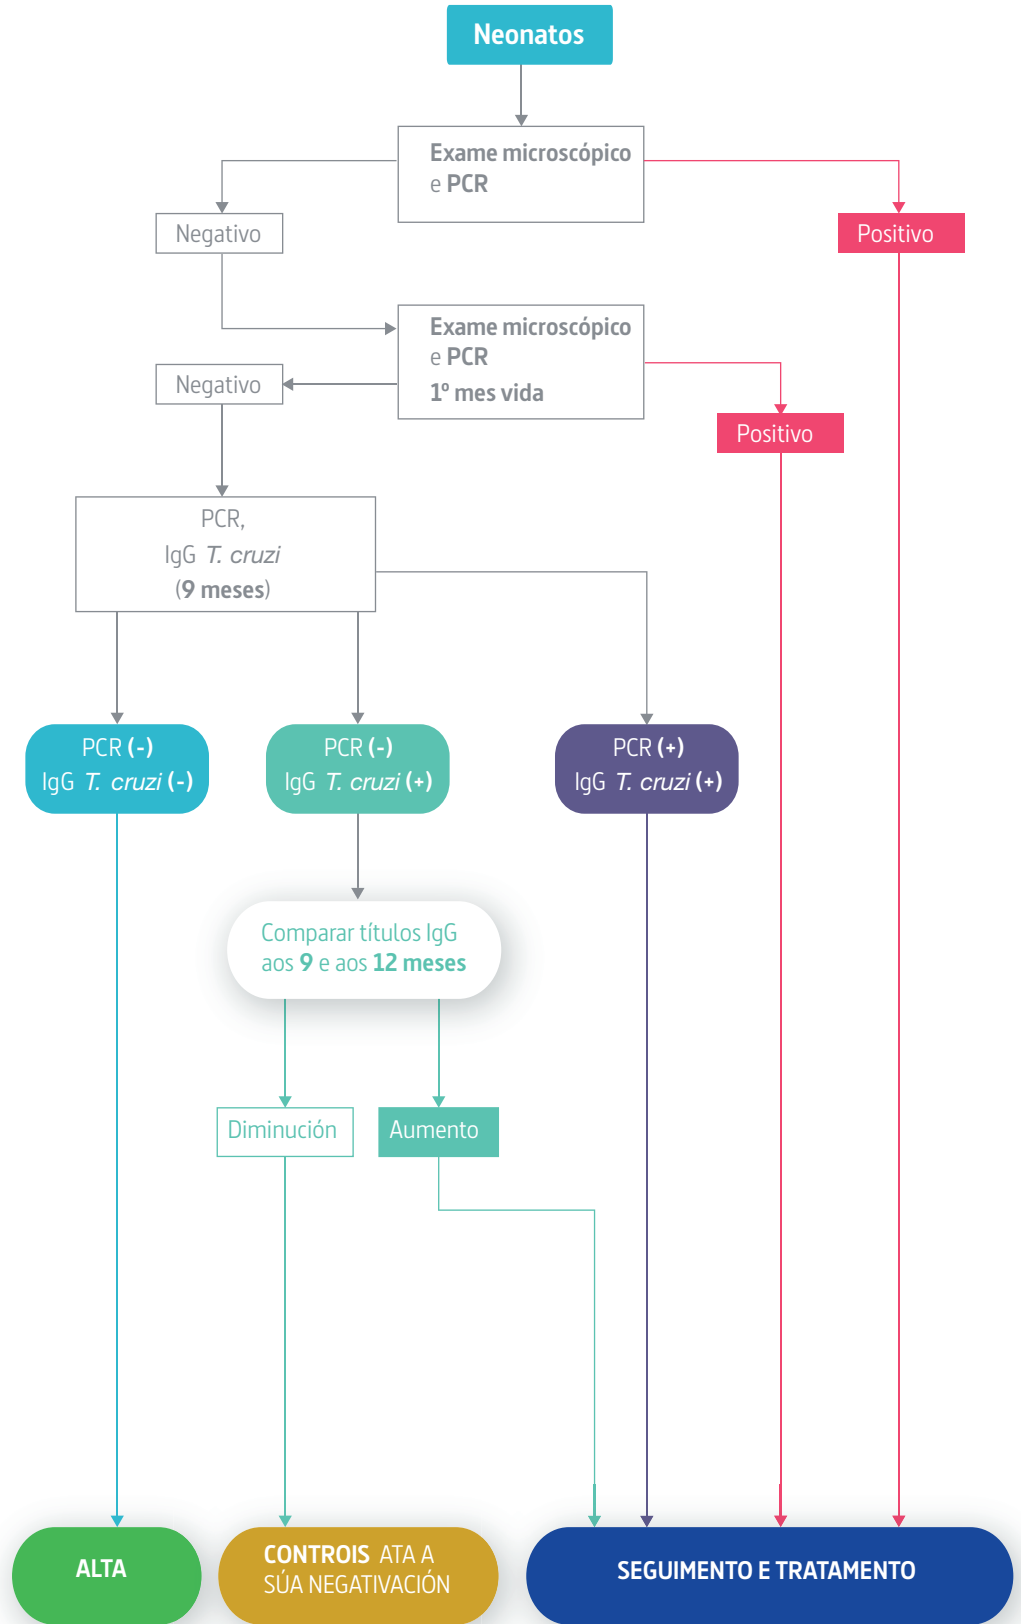 Neonatos
Exame microscópico
e PCR
Negativo
Positivo
Exame microscópico
e PCR
1º mes vida
Negativo
Positivo
PCR,
IgG T. cruzi
(9 meses)
PCR (-)
IgG T. cruzi (-)
PCR (-)
IgG T. cruzi (+)
PCR (+)
IgG T. cruzi (+)
Comparar títulos IgG
aos 9 e aos 12 meses
Diminución
Aumento
ALTA
CONTROIS ATA A
SÚA NEGATIVACIÓN
SEGUIMENTO E TRATAMENTO